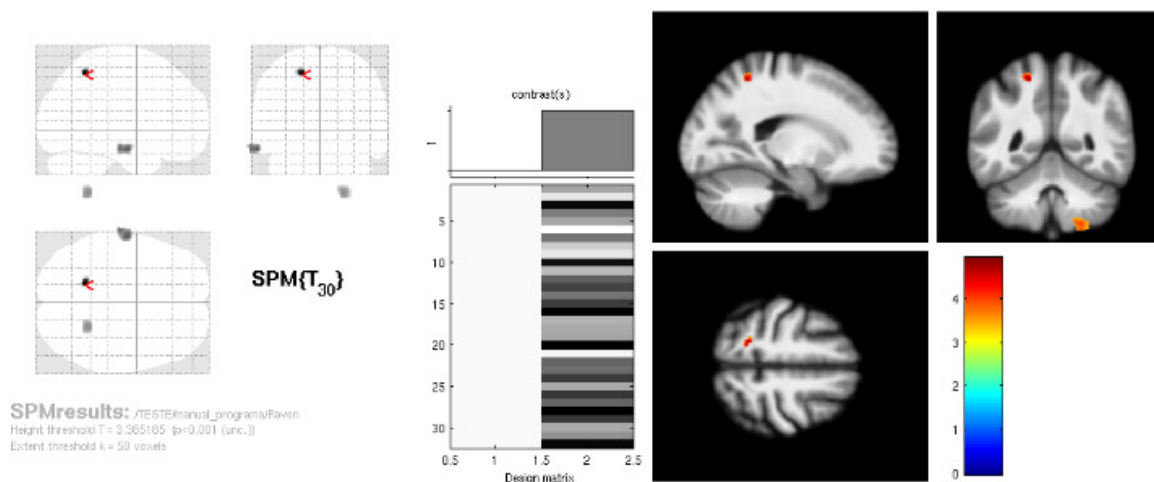 SPM{T30}
SPMresults: ./TESTE/manual_programa/Raven
Height threshold T = 3.385185 {p<0.001 (unc.)}
Extent threshold k = 50 voxels
contrast(s)
1
5
10
15
20
25
30
0.5 1 1.5 2 2.5
Design matrix
4
3
2
1
0